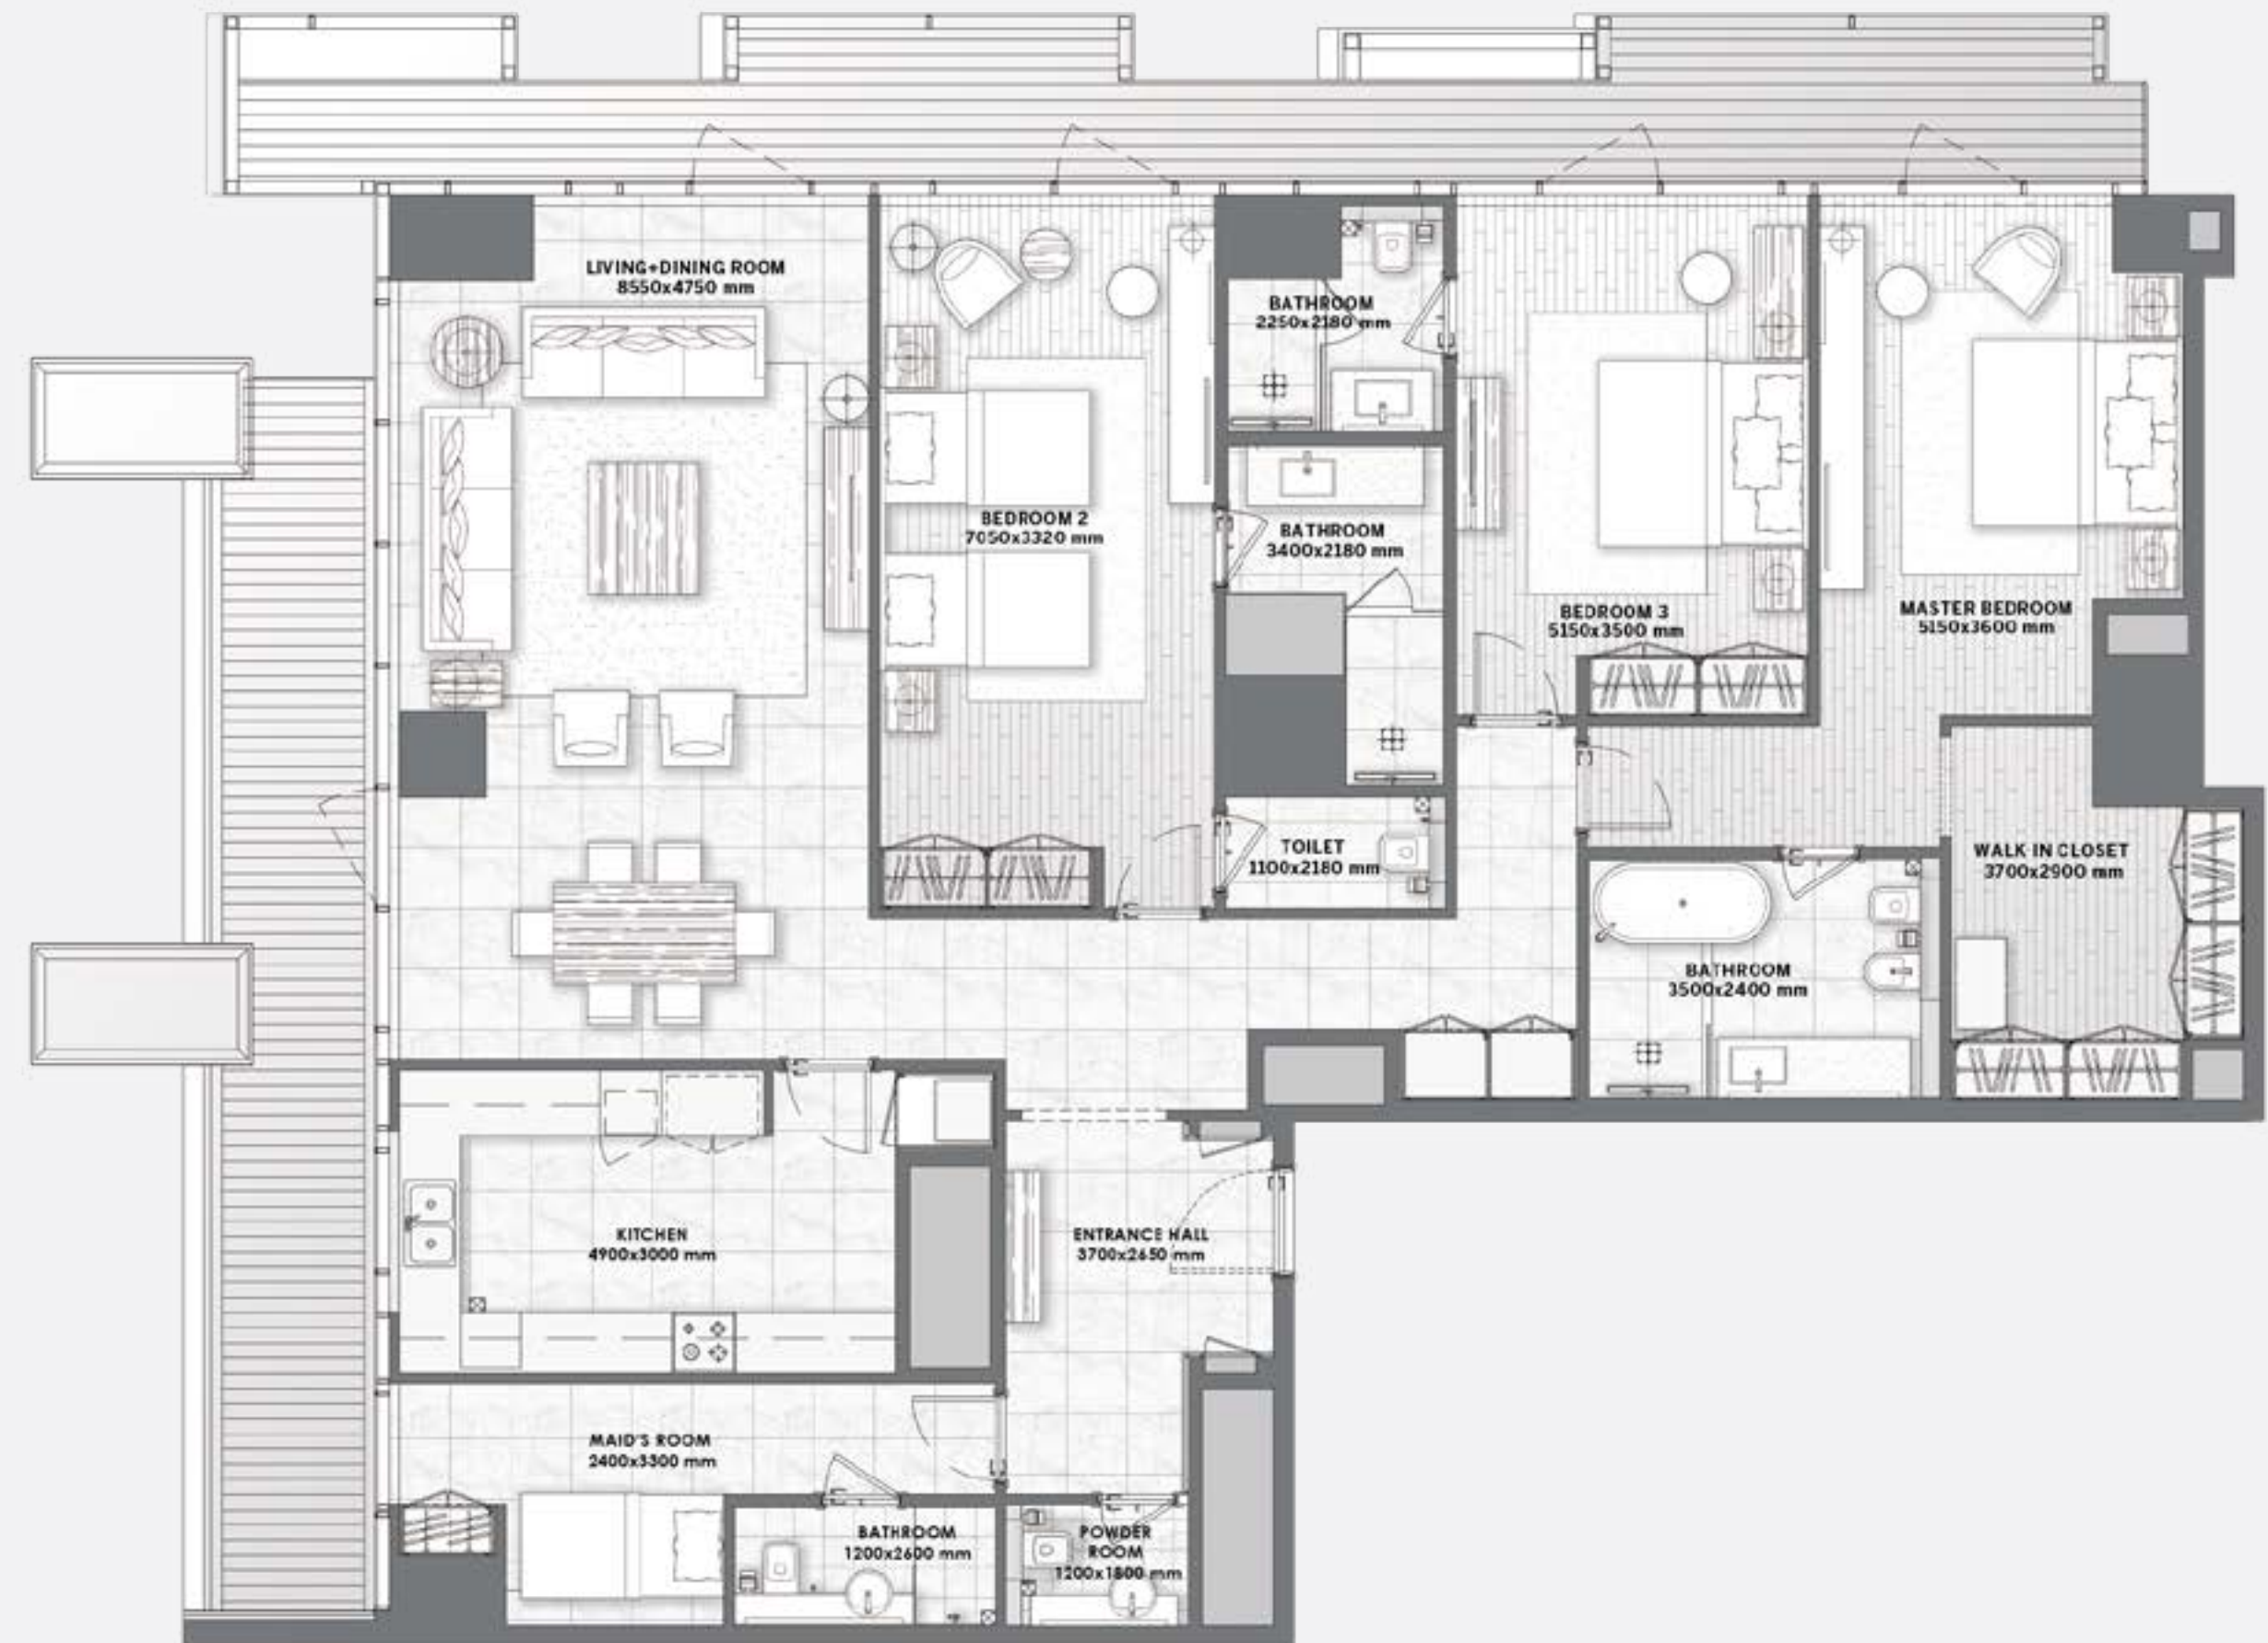 LIVING+DINING ROOM
8550x4750 mm
BATHROOM
2250x2180 mm
BEDROOM 2
7050x3320 mm
BATHROOM
3400x2180 mm
BEDROOM 3
5150x3500 mm
MASTER BEDROOM
5150x3600 mm
TOILET
1100x2180 mm
WALK IN CLOSET
3700x2900 mm
BATHROOM
3500x2400 mm
KITCHEN
4900x3000 mm
ENTRANCE HALL
3700x2650 mm
MAID'S ROOM
2400x3300 mm
BATHROOM
1200x2600 mm
POWDER
ROOM
1200x1800 mm